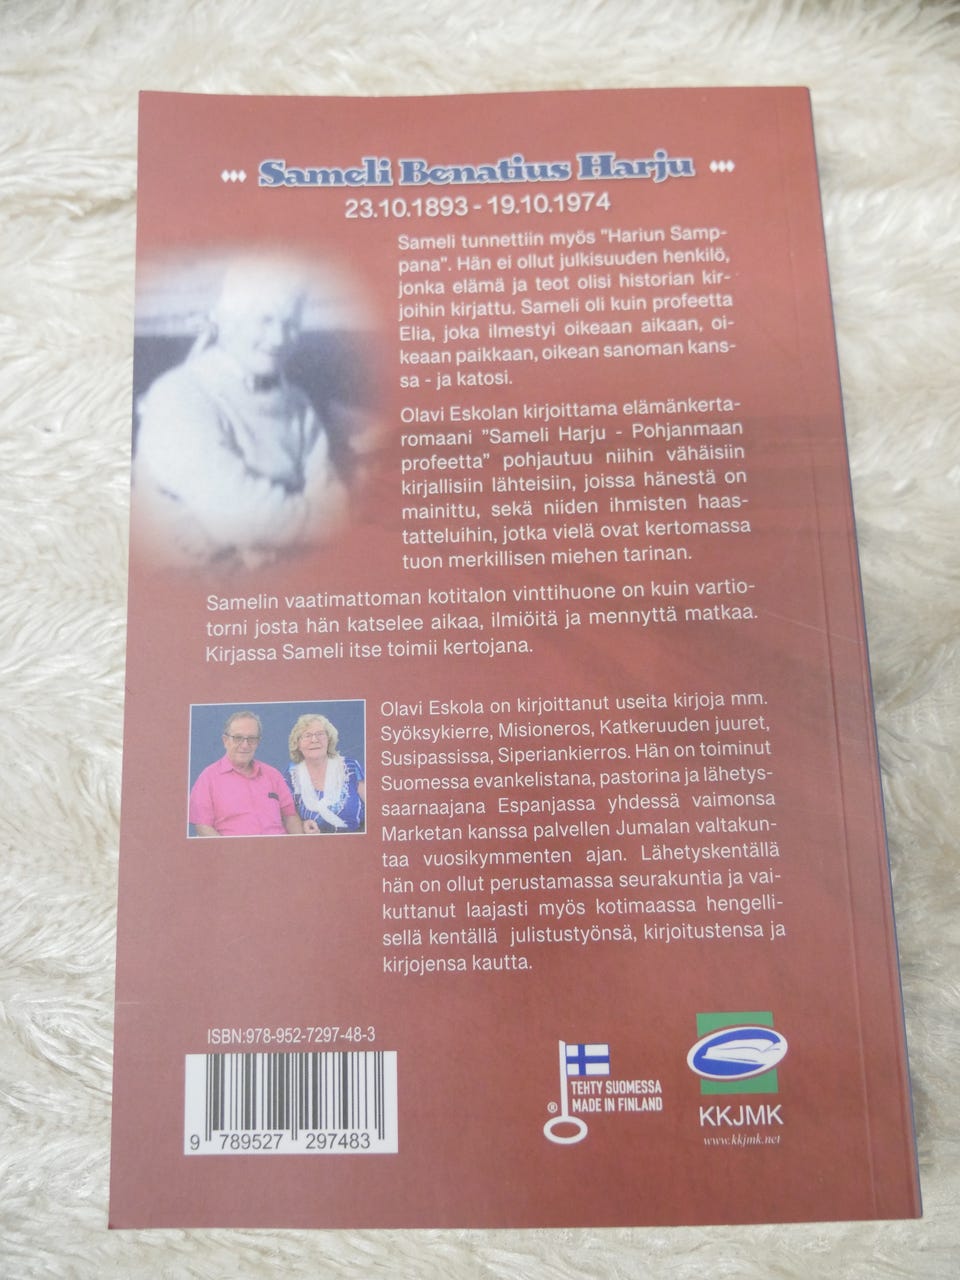 Sameli Benatius Harju
23.10.1893 - 19.10.1974
Sameli tunnettiin myös "Hariun Samp-
pana". Hän ei ollut julkisuuden henkilö,
jonka elämä ja teot olisi historian kir-
joihin kirjattu. Sameli oli kuin profeetta
Elia, joka ilmestyi oikeaan aikaan, oi-
keaan paikkaan, oikean sanoman kans-
sa - ja katosi.
Olavi Eskolan kirjoittama elämänkerta-
romaani "Sameli Harju - Pohjanmaan
profeetta" pohjautuu niihin vähäisiin
kirjallisiin lähteisiin, joissa hänestä on
mainittu, sekä niiden ihmisten haas-
tatteluihin, jotka vielä ovat kertomassa
tuon merkillisen miehen tarinan.
Samelin vaatimattoman kotitalon vinttihuone on kuin vartio-
torni josta hän katselee aikaa, ilmiöitä ja mennyttä matkaa.
Kirjassa Sameli itse toimii kertojana.
Olavi Eskola on kirjoittanut useita kirjoja mm.
Syöksykierre, Misioneros, Katkeruuden juuret,
Susipassissa, Siperiankierros. Hän on toiminut
Suomessa evankelistana, pastorina ja lähetys-
saarnaajana Espanjassa yhdessä vaimonsa
Marketan kanssa palvellen Jumalan valtakun-
taa vuosikymmenten ajan. Lähetyskentällä
hän on ollut perustamassa seurakuntia ja vai-
kuttanut laajasti myös kotimaassa hengelli-
sellä kentällä julistustyönsä, kirjoitustensa ja
kirjojensa kautta.
ISBN:978-952-7297-48-3
9 789527 297483
TEHTY SUOMESSA
® MADE IN FINLAND
KKJMK
www.kkjmk.net